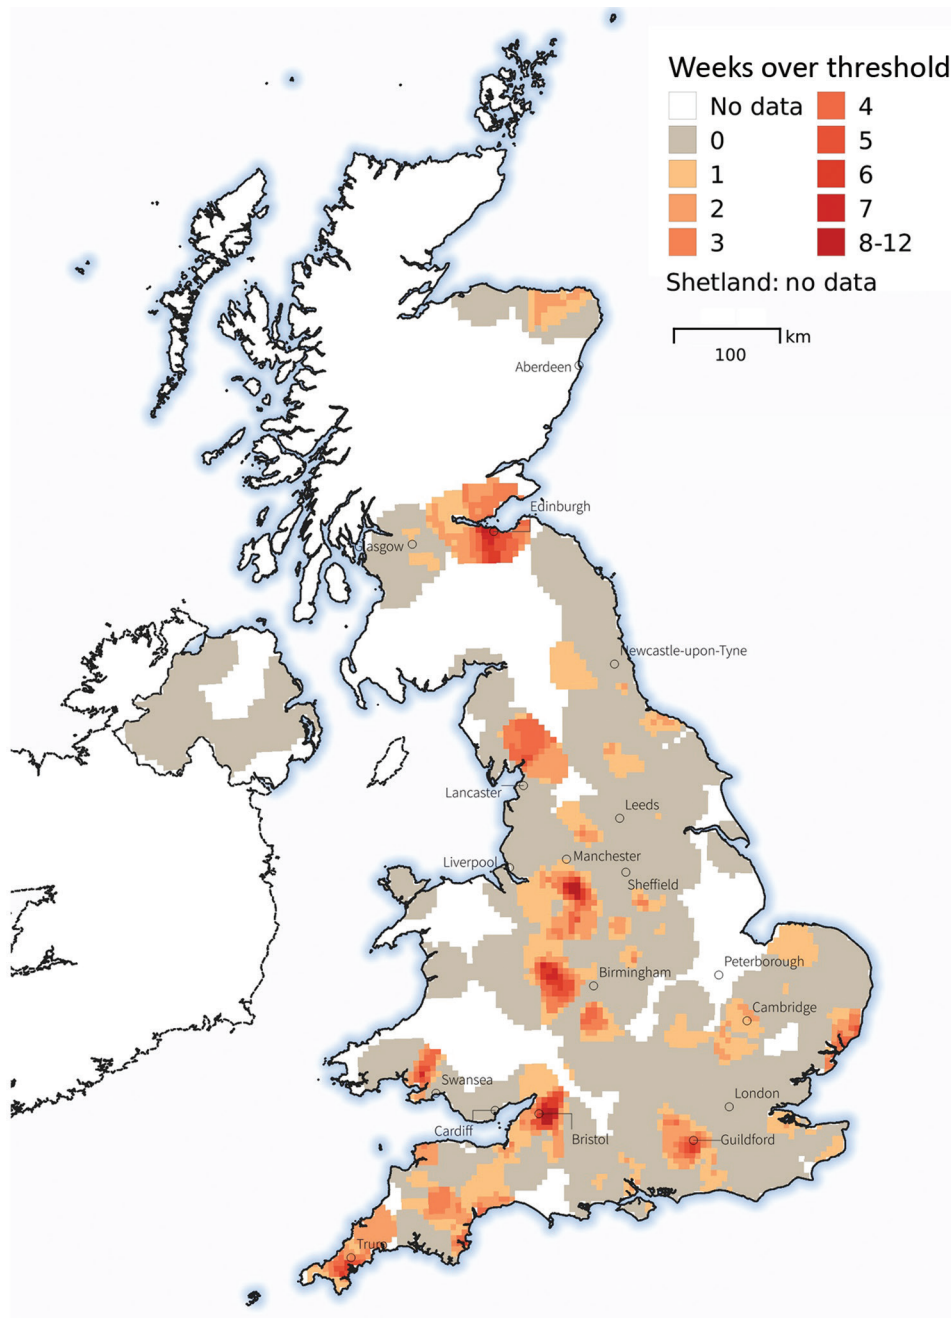 Weeks over threshold
No data
4
0
5
1
6
2
7
3
8-12
Shetland: no data
km
100
Aberdeen
Edinburgh
Glasgow
Newcastle-upon-Tyne
Lancaster
Leeds
Manchester
Liverpool
Sheffield
Peterborough
Birmingham
Cambridge
Swansea
London
Cardiff
Bristol
Guildford
Truro